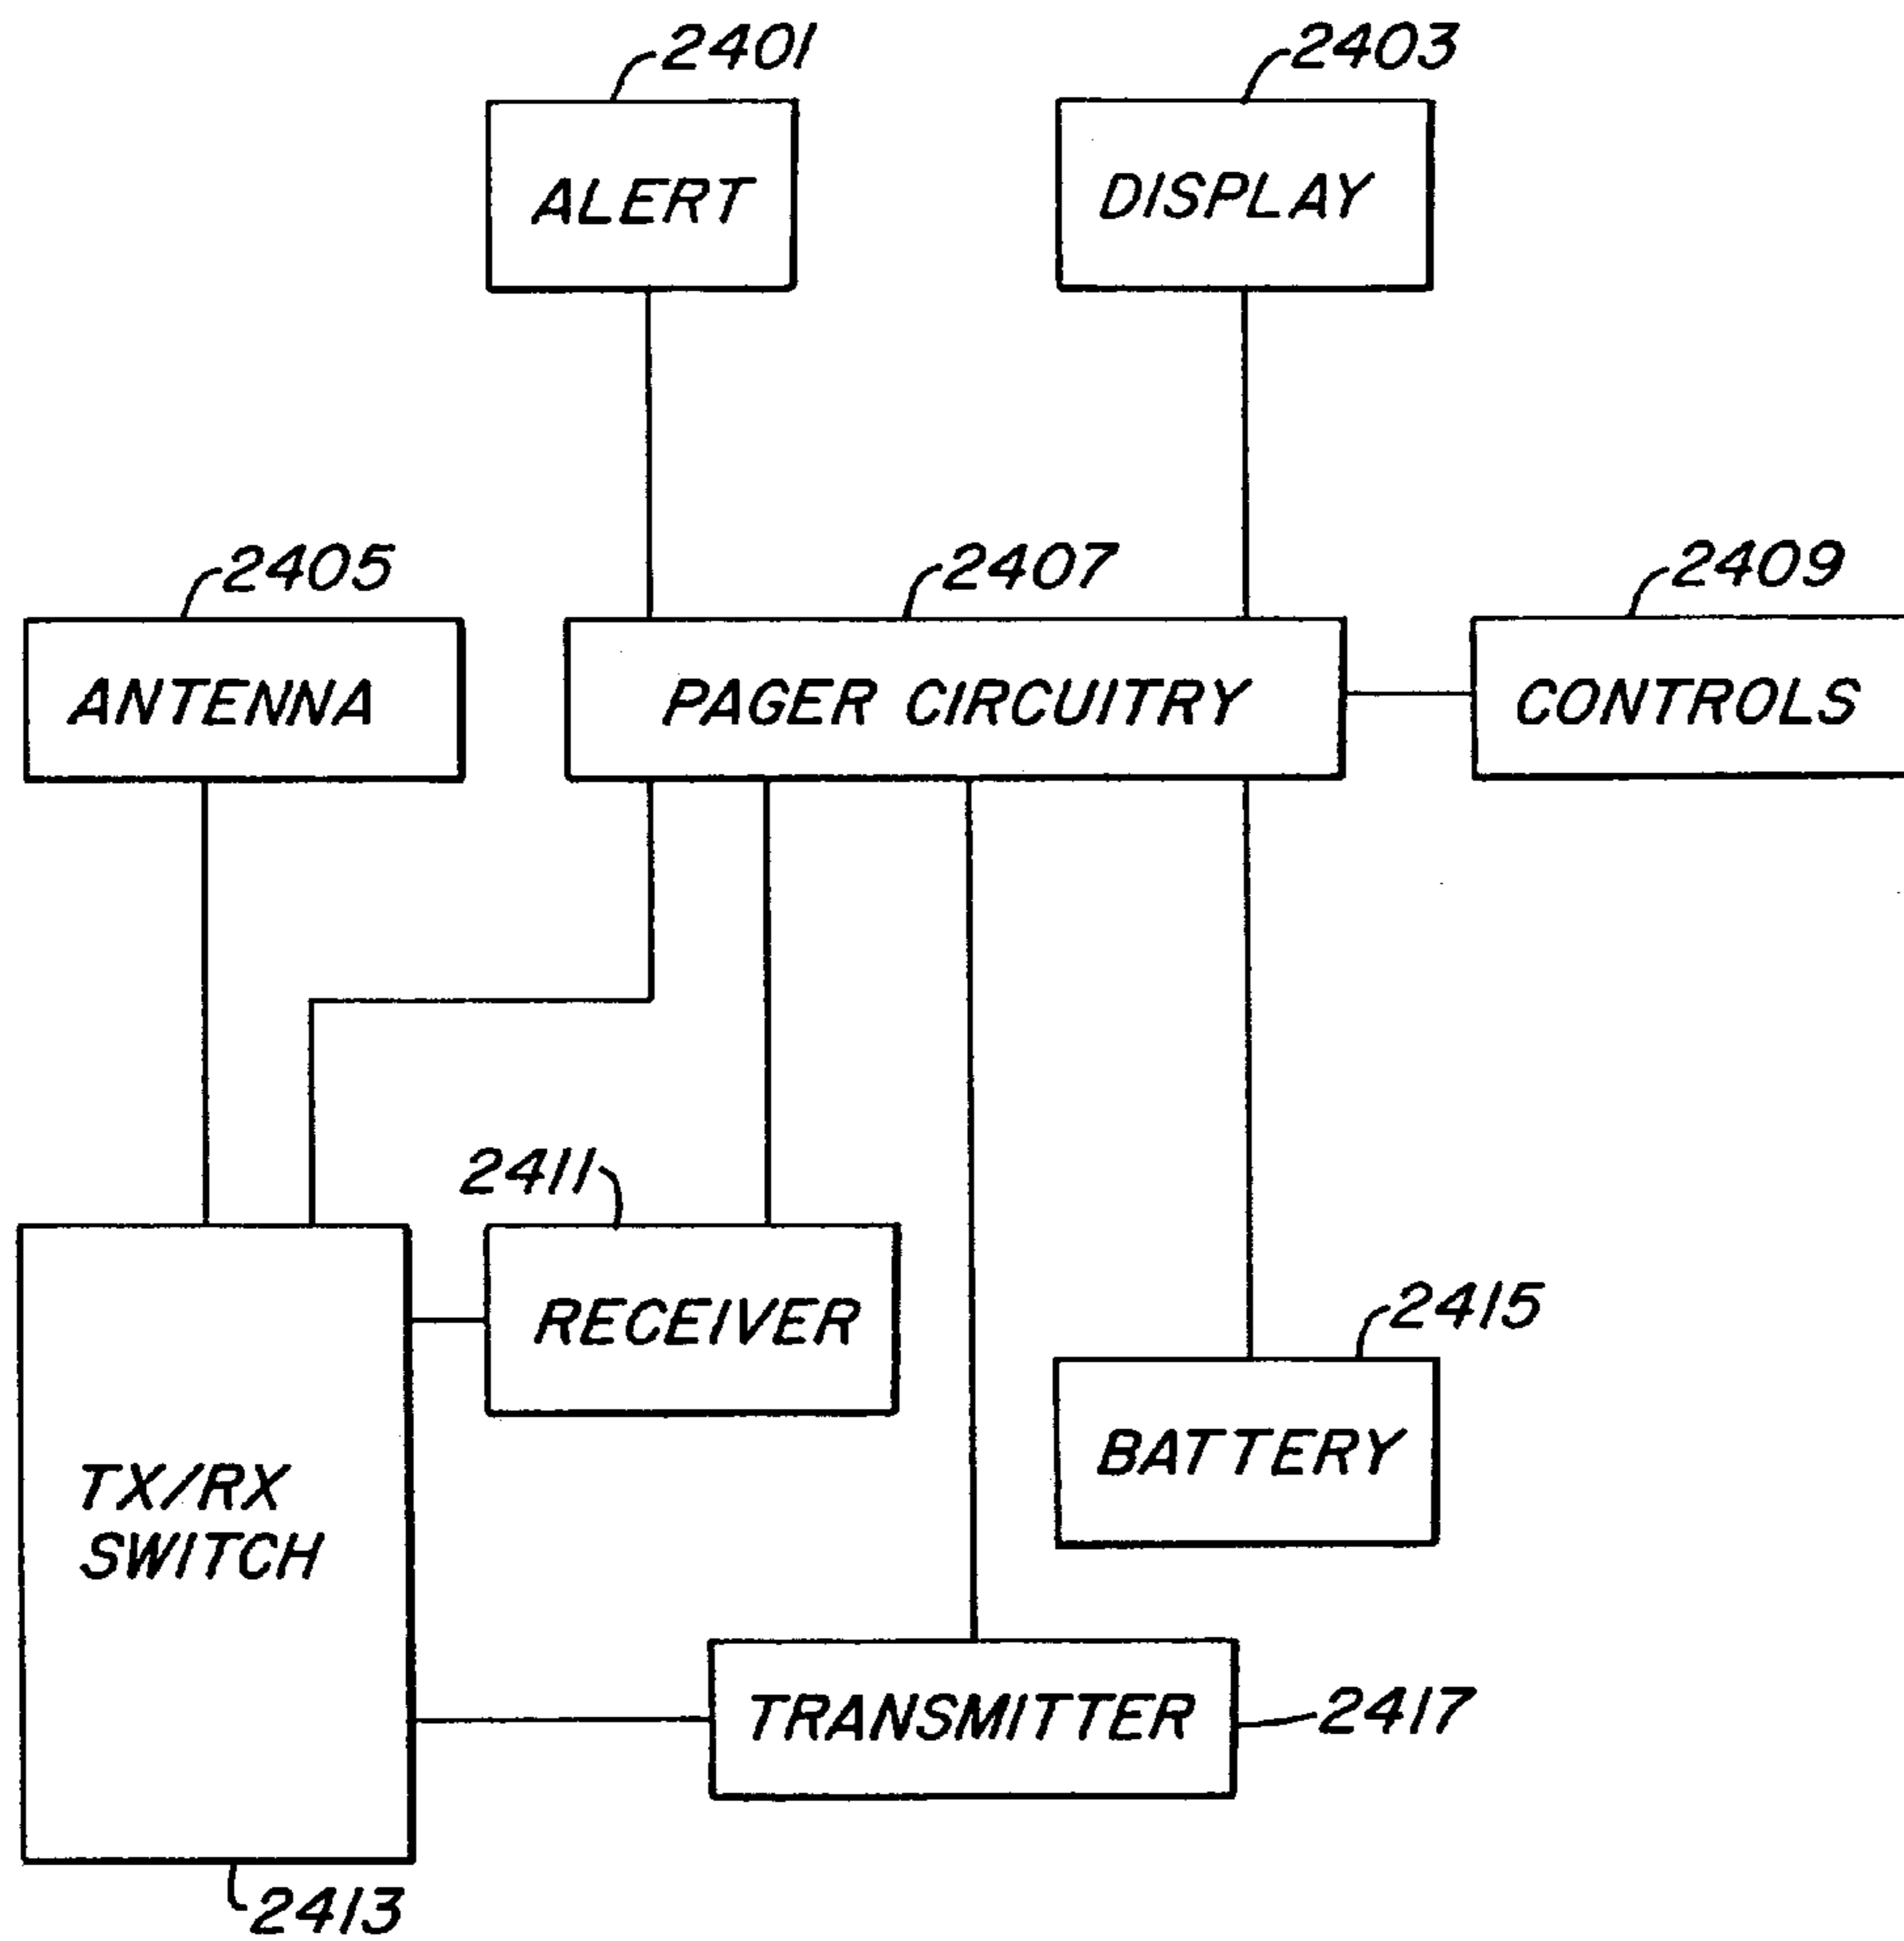 2401
2403
ALERT
DISPLAY
2405
2407
2409
ANTENNA
PAGER CIRCUITRY
CONTROLS
2411
RECEIVER
2415
BATTERY
TX/RX
SWITCH
TRANSMITTER
2417
2413